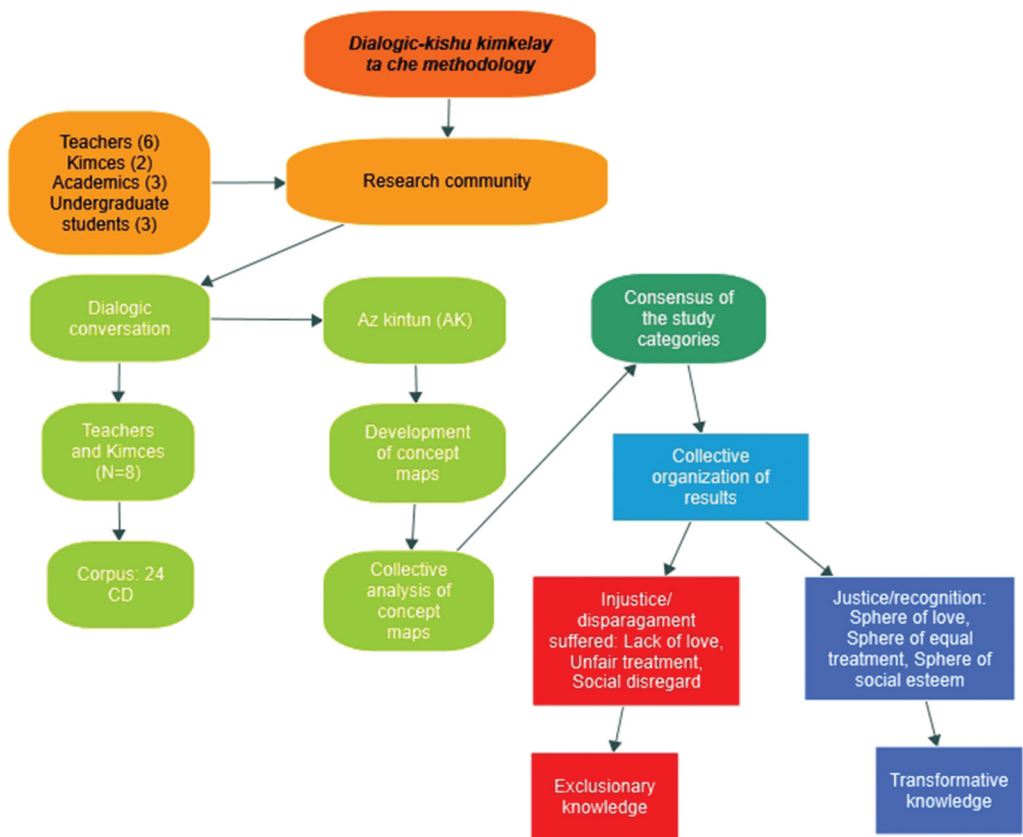 Dialogic-kishu kimkelay
ta che methodology
Teachers (6)
Kimces (2)
Academics (3)
Undergraduate
students (3)
Research community
Dialogic
conversation
Az kintun (AK)
Consensus of
the study
categories
Teachers
and Kimces
(N=8)
Development
of concept
maps
Collective
organization of
results
Corpus: 24
CD
Collective
analysis of
concept
maps
Injustice/
disparagament
suffered: Lack of love,
Unfair treatment,
Social disregard
Justice/recognition:
Sphere of love,
Sphere of equal
treatment, Sphere of
social esteem
Exclusionary
knowledge
Transformative
knowledge